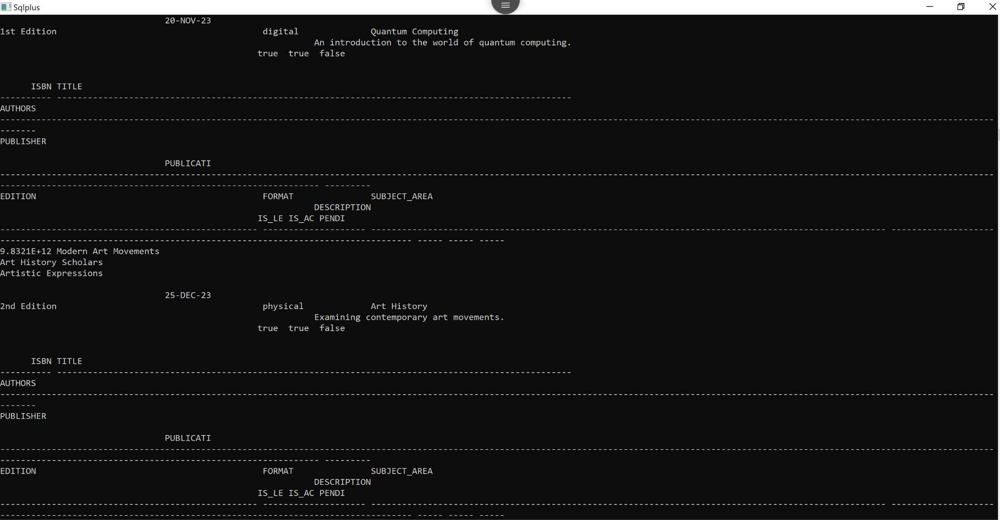 Sqlplus
20-NOV-23
1st Edition digital Quantum Computing
An introduction to the world of quantum computing.
true true false
ISBN TITLE
---------- ----------------------------------------------------------------------------------------------------
AUTHORS
-------------------------------------------------------------------------------------------------------------------------------------------------------------------------------------------------
-------
PUBLISHER
PUBLICATI
-------------------------------------------------------------------------------------------------------------------------------------------------------------------------------------------------
-------------------------------------------------------------- ---------
EDITION FORMAT SUBJECT_AREA
DESCRIPTION
IS_LE IS_AC PENDI
-------------------------------------------------- -------------------- ---------------------------------------------------------------------------------------------------- --------------------
-------------------------------------------------------------------------------- ----- ----- -----
9.8321E+12 Modern Art Movements
Art History Scholars
Artistic Expressions
25-DEC-23
2nd Edition physical Art History
Examining contemporary art movements.
true true false
ISBN TITLE
---------- ----------------------------------------------------------------------------------------------------
AUTHORS
-------------------------------------------------------------------------------------------------------------------------------------------------------------------------------------------------
-------
PUBLISHER
PUBLICATI
-------------------------------------------------------------------------------------------------------------------------------------------------------------------------------------------------
-------------------------------------------------------------- ---------
EDITION FORMAT SUBJECT_AREA
DESCRIPTION
IS_LE IS_AC PENDI
-------------------------------------------------- -------------------- ---------------------------------------------------------------------------------------------------- --------------------
-------------------------------------------------------------------------------- ----- ----- -----